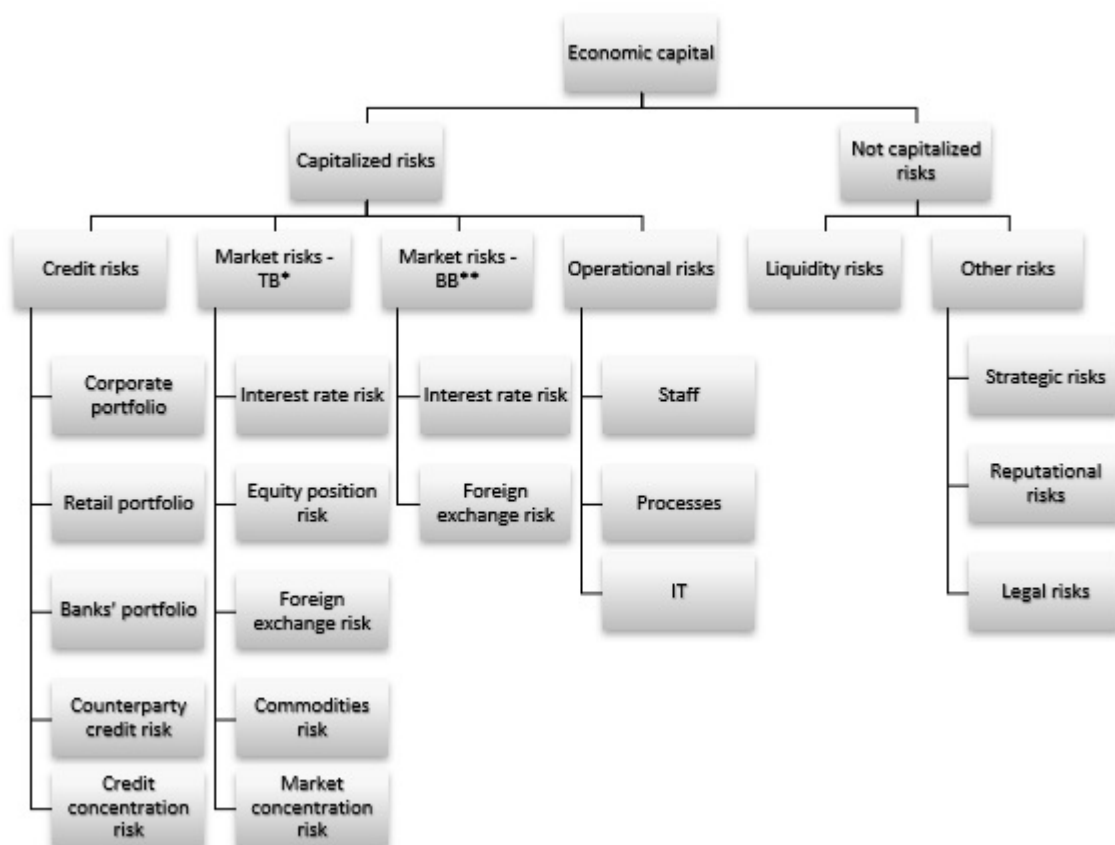 Economic capital
Capitalized risks
Not capitalized
risks
Credit risks
Market risks -
TB*
Market risks -
BB**
Operational risks
Liquidity risks
Other risks
Corporate
portfolio
Retail portfolio
Banks' portfolio
Counterparty
credit risk
Credit
concentration
risk
Interest rate risk
Equity position
risk
Foreign
exchange risk
Commodities
risk
Market
concentration
risk
Interest rate risk
Foreign
exchange risk
Staff
Processes
IT
Strategic risks
Reputational
risks
Legal risks